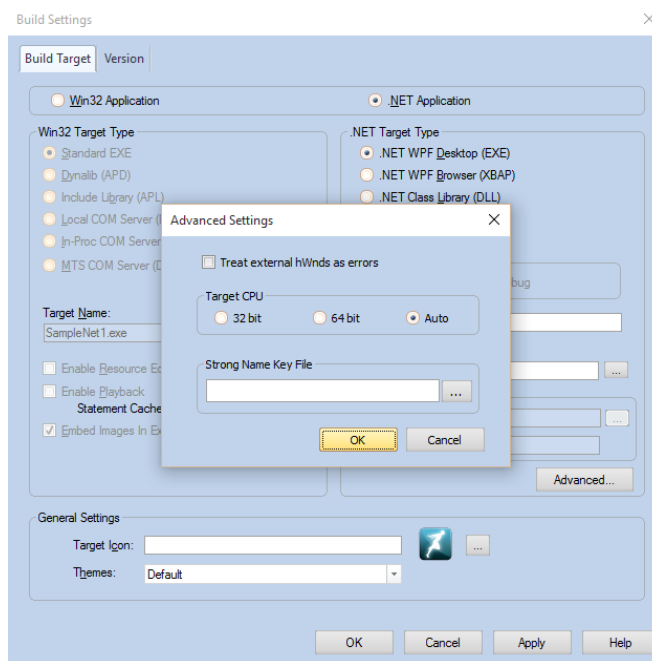 Build Settings
Build Target Version
Win32 Application .NET Application
Win32 Target Type .NET Target Type
Standard EXE .NET WPF Desktop (EXE)
Dynalib (APD) .NET WPF Browser (XBAP)
Include Library (APL) .NET Class Library (DLL)
Local COM Server (
In-Proc COM Server
MTS COM Server (D
bug
Target Name:
SampleNet1.exe
Enable Resource Ed
Enable Playback
Statement Cache
Embed Images In Ex
Advanced Settings
Treat external hWnds as errors
Target CPU
32 bit 64 bit Auto
Strong Name Key File
...
OK Cancel
...
...
Advanced...
General Settings
Target Icon: ...
Themes: Default
OK Cancel Apply Help